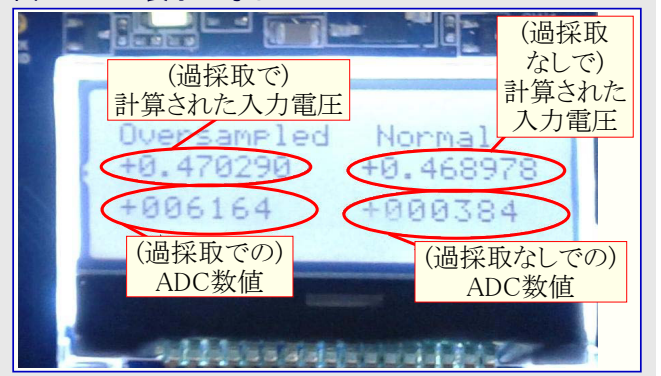 (過採取で)
計算された入力電圧
(過採取
なしで)
計算された
入力電圧
Oversampled Normal
+0.470290 +0.468978
+006164 +000384
(過採取での)
ADC数値
(過採取なしでの)
ADC数値